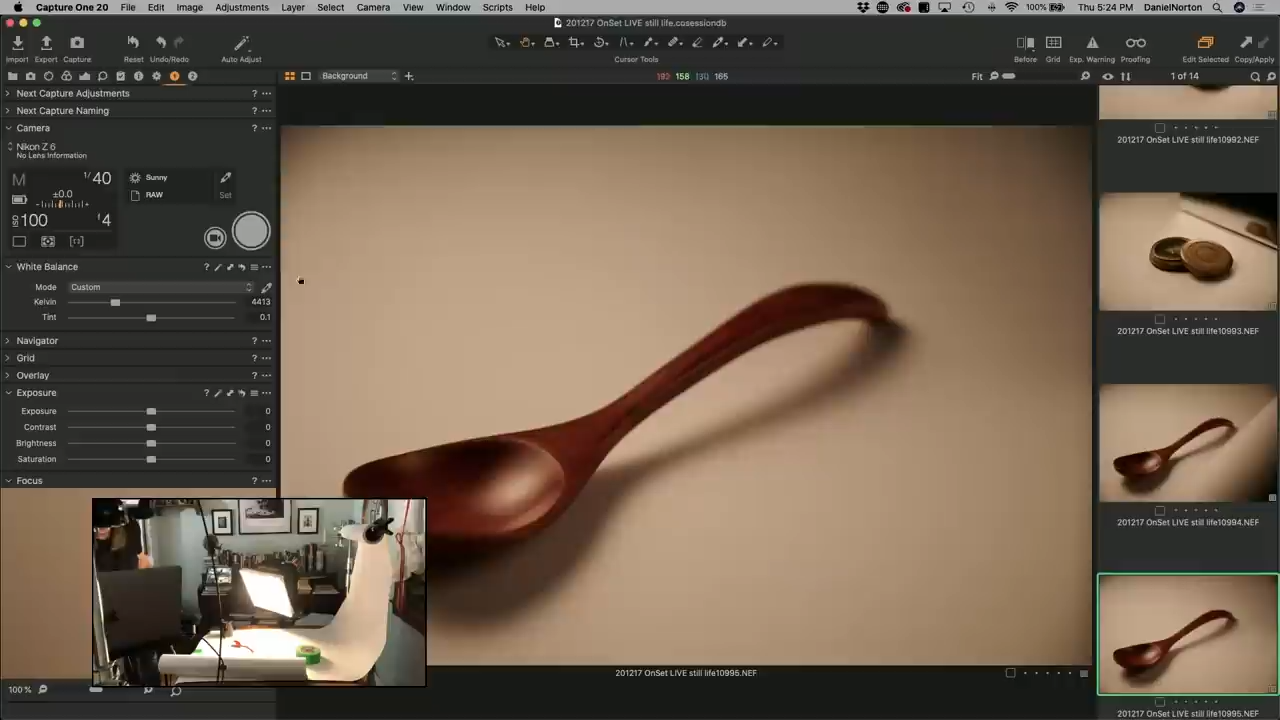 Capture One 20 File Edit View Image Adjustments Layer Select Camera View Window Scripts Help 100% Thu 5:24 PM DanielNorton
201217 OnSet LIVE still life.cosessiondb
Import Export Capture Reset Undo/Redo Auto Adjust Cursor Tools Before Grid Exp. Warning Proofing Edit Selected Copy/Apply
Background 192 158 130 165 Fit 1 of 14
Next Capture Adjustments ?
Next Capture Naming ?
Camera ?
Nikon Z 6
No Lens Information
M 1/40 Sunny
±0.0 RAW Set
ISO 100 f4
White Balance ?
Mode Custom
Kelvin 4413
Tint 0.1
Navigator ?
Grid ?
Overlay ?
Exposure ?
Exposure 0
Contrast 0
Brightness 0
Saturation 0
Focus ?
100 %
201217 OnSet LIVE still life10995.NEF
201217 OnSet LIVE still life10992.NEF
201217 OnSet LIVE still life10993.NEF
201217 OnSet LIVE still life10994.NEF
201217 OnSet LIVE still life10995.NEF